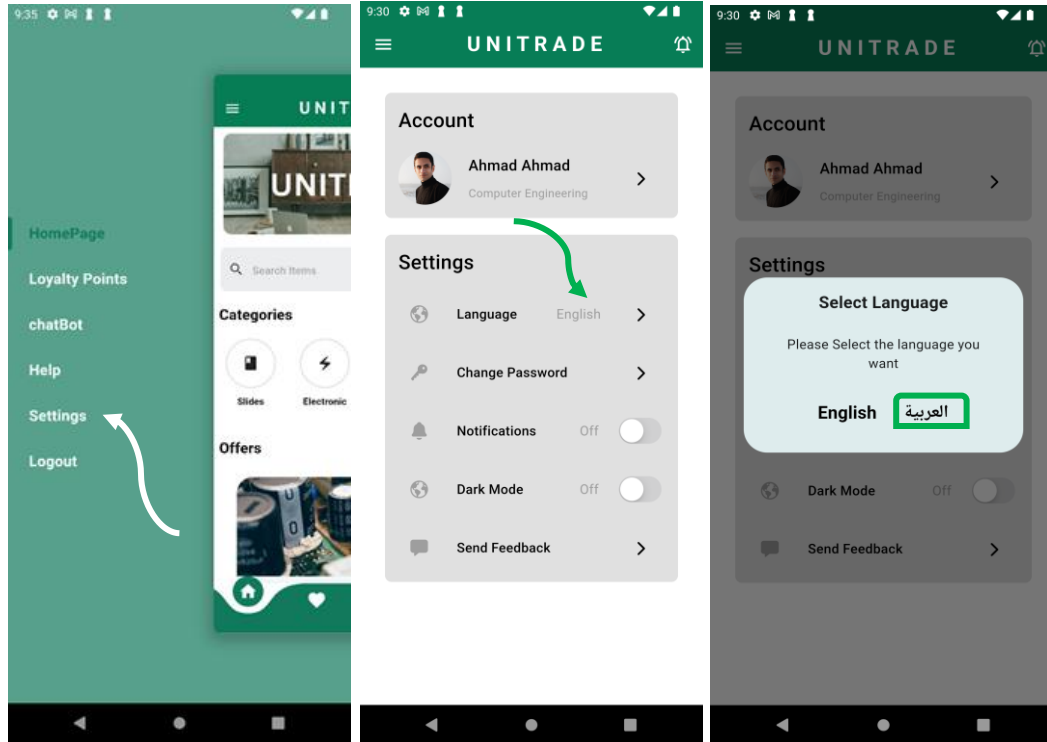 9:35
UNIT
UNIT
HomePage
Loyalty Points
chatBot
Help
Settings
Logout
Search Items
Categories
Slides
Electronic
Offers
9:30
UNITRADE
Account
Ahmad Ahmad
Computer Engineering
Settings
Language English
Change Password
Notifications Off
Dark Mode Off
Send Feedback
9:30
UNITRADE
Account
Ahmad Ahmad
Computer Engineering
Settings
Select Language
Please Select the language you
want
English العربية
Dark Mode Off
Send Feedback